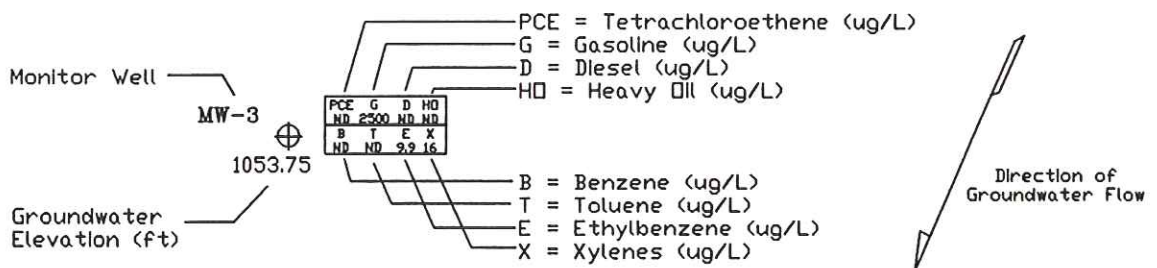 PCE = Tetrachloroethene (ug/L)
G = Gasoline (ug/L)
D = Diesel (ug/L)
HO = Heavy Oil (ug/L)
Monitor Well
MW-3
1053.75
PCE G D HO
ND 2500 ND ND
B T E X
ND ND 9.9 16
Groundwater
Elevation (ft)
B = Benzene (ug/L)
T = Toluene (ug/L)
E = Ethylbenzene (ug/L)
X = Xylenes (ug/L)
Direction of
Groundwater Flow